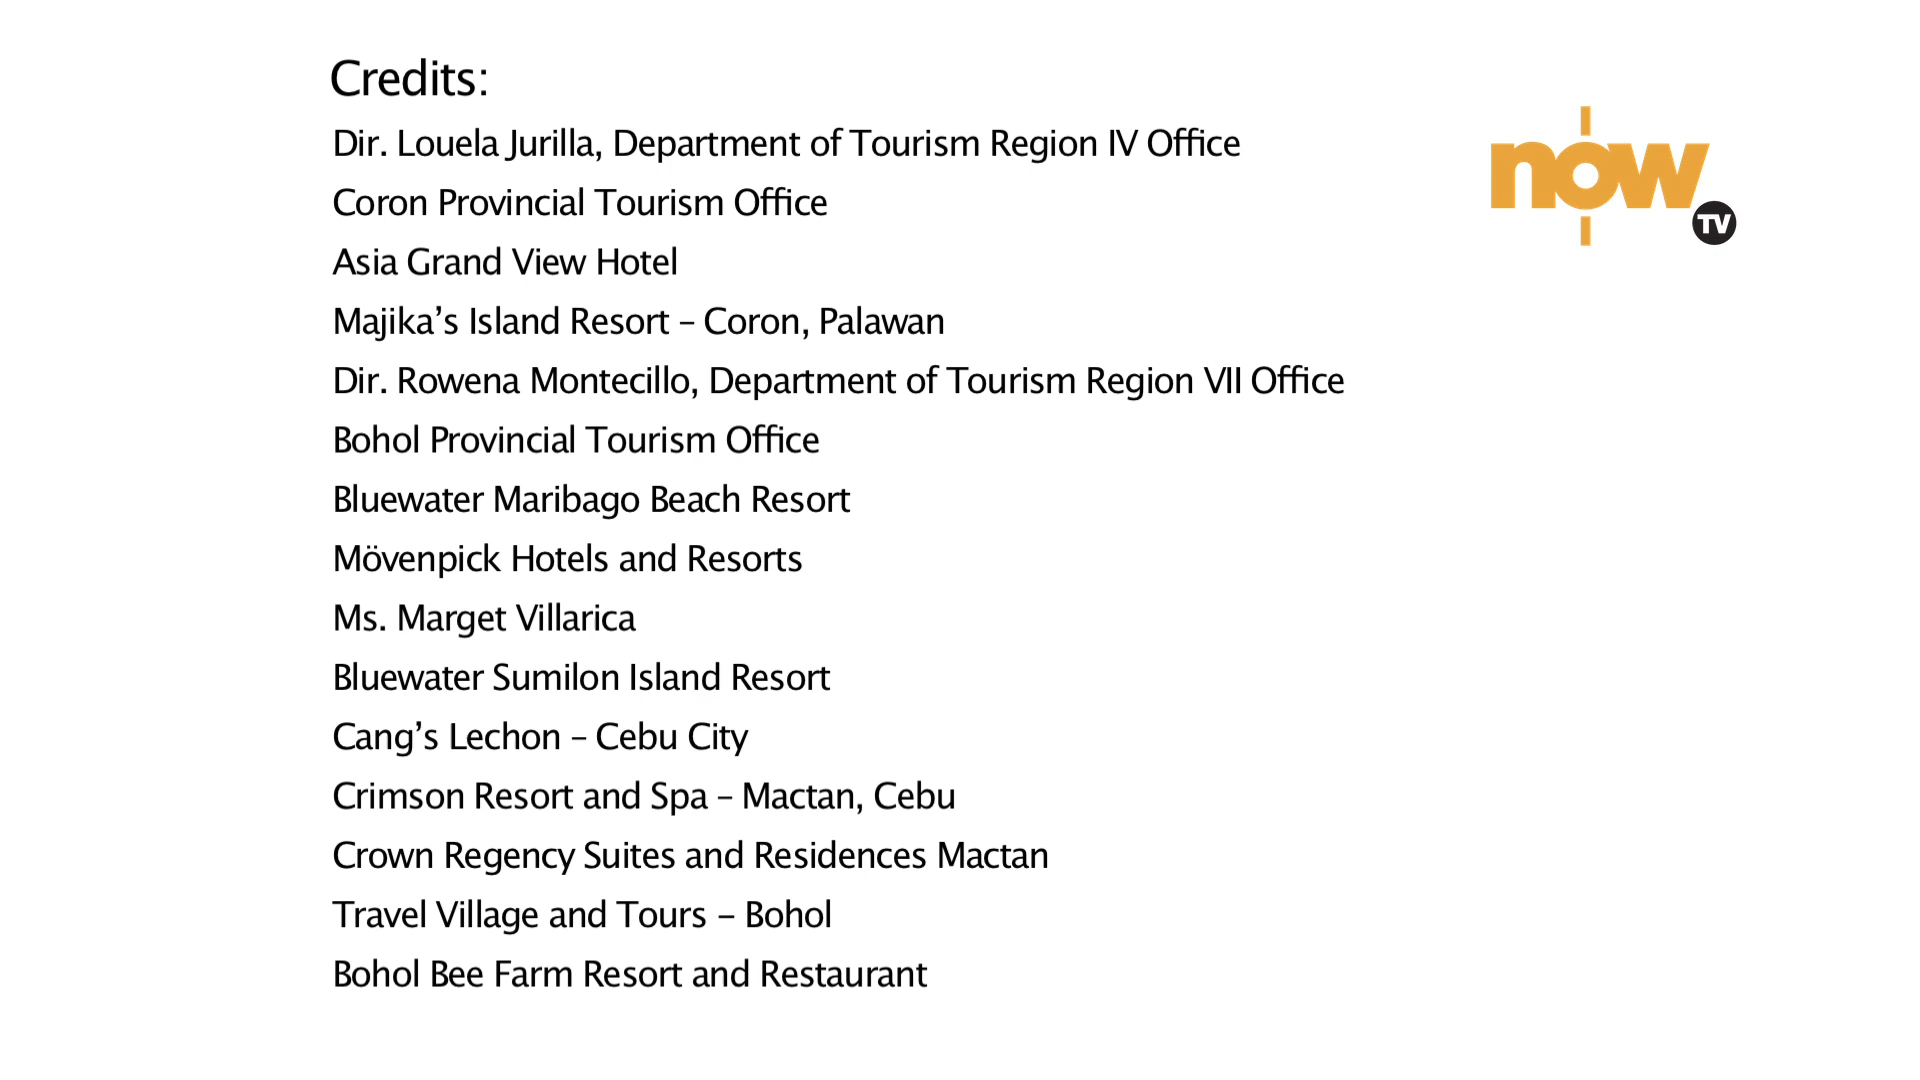 Credits:
Dir. Louela Jurilla, Department of Tourism Region IV Office
Coron Provincial Tourism Office
Asia Grand View Hotel
Majika’s Island Resort – Coron, Palawan
Dir. Rowena Montecillo, Department of Tourism Region VII Office
Bohol Provincial Tourism Office
Bluewater Maribago Beach Resort
Mövenpick Hotels and Resorts
Ms. Marget Villarica
Bluewater Sumilon Island Resort
Cang’s Lechon – Cebu City
Crimson Resort and Spa – Mactan, Cebu
Crown Regency Suites and Residences Mactan
Travel Village and Tours – Bohol
Bohol Bee Farm Resort and Restaurant
now
TV